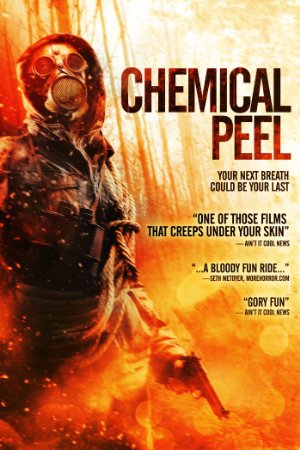 CHEMICAL
PEEL
YOUR NEXT BREATH
COULD BE YOUR LAST
"ONE OF THOSE FILMS
THAT CREEPS UNDER YOUR SKIN"
— AIN'T IT COOL NEWS
"...A BLOODY FUN RIDE..."
—SETH METOYER, MOREHORROR.COM
"GORY FUN"
— AIN'T IT COOL NEWS